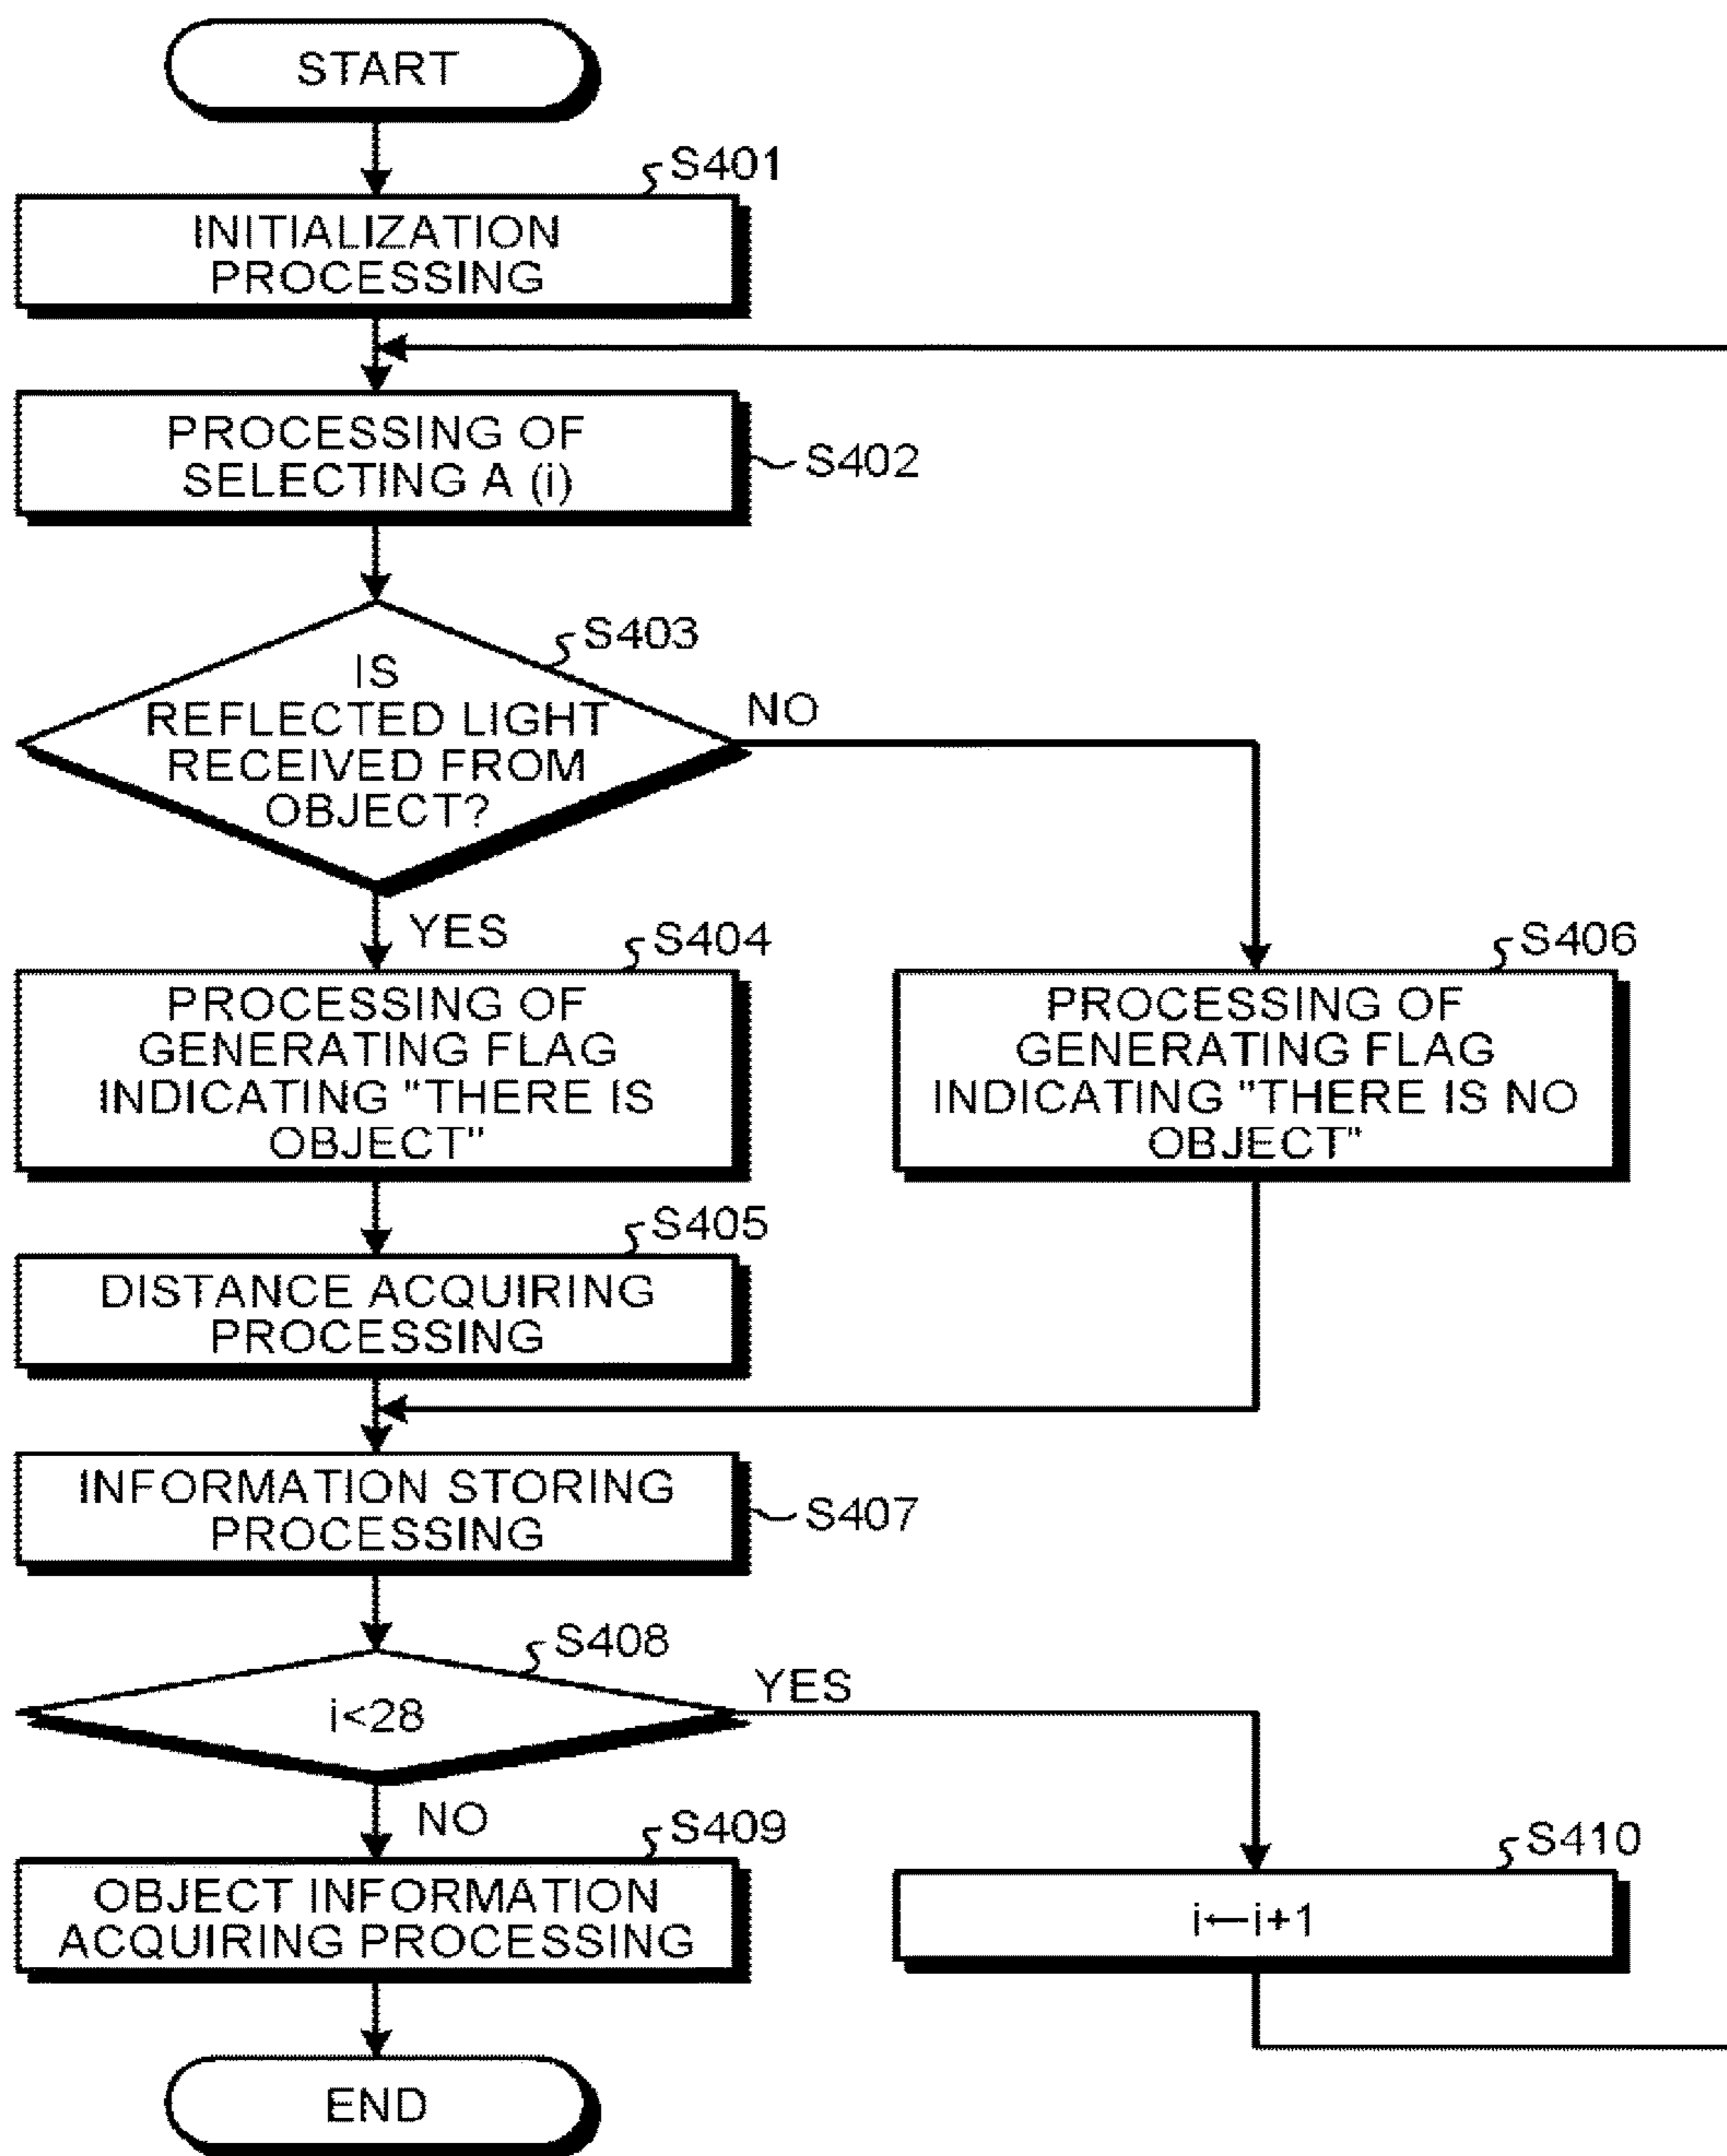 START
S401
INITIALIZATION
PROCESSING
PROCESSING OF
SELECTING A (i)
S402
S403
IS
REFLECTED LIGHT
RECEIVED FROM
OBJECT?
NO
YES
S404
PROCESSING OF
GENERATING FLAG
INDICATING "THERE IS
OBJECT"
S406
PROCESSING OF
GENERATING FLAG
INDICATING "THERE IS NO
OBJECT"
S405
DISTANCE ACQUIRING
PROCESSING
INFORMATION STORING
PROCESSING
S407
S408
i<28
YES
NO
S409
OBJECT INFORMATION
ACQUIRING PROCESSING
S410
i←i+1
END